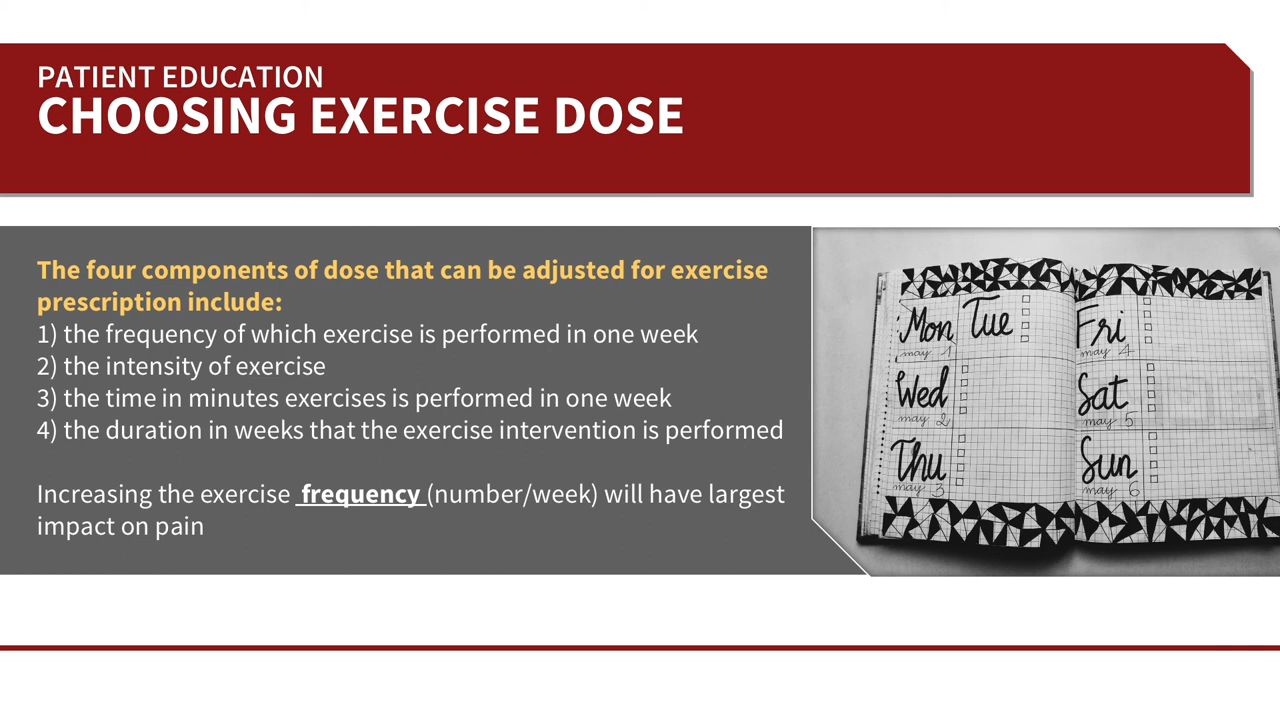 PATIENT EDUCATION
CHOOSING EXERCISE DOSE
The four components of dose that can be adjusted for exercise
prescription include:
1) the frequency of which exercise is performed in one week
2) the intensity of exercise
3) the time in minutes exercises is performed in one week
4) the duration in weeks that the exercise intervention is performed
Increasing the exercise frequency (number/week) will have largest
impact on pain
Mon
may 1
Tue
Wed
may 2
Thu
may 3
Fri
may 4
Sat
may 5
Sun
may 6